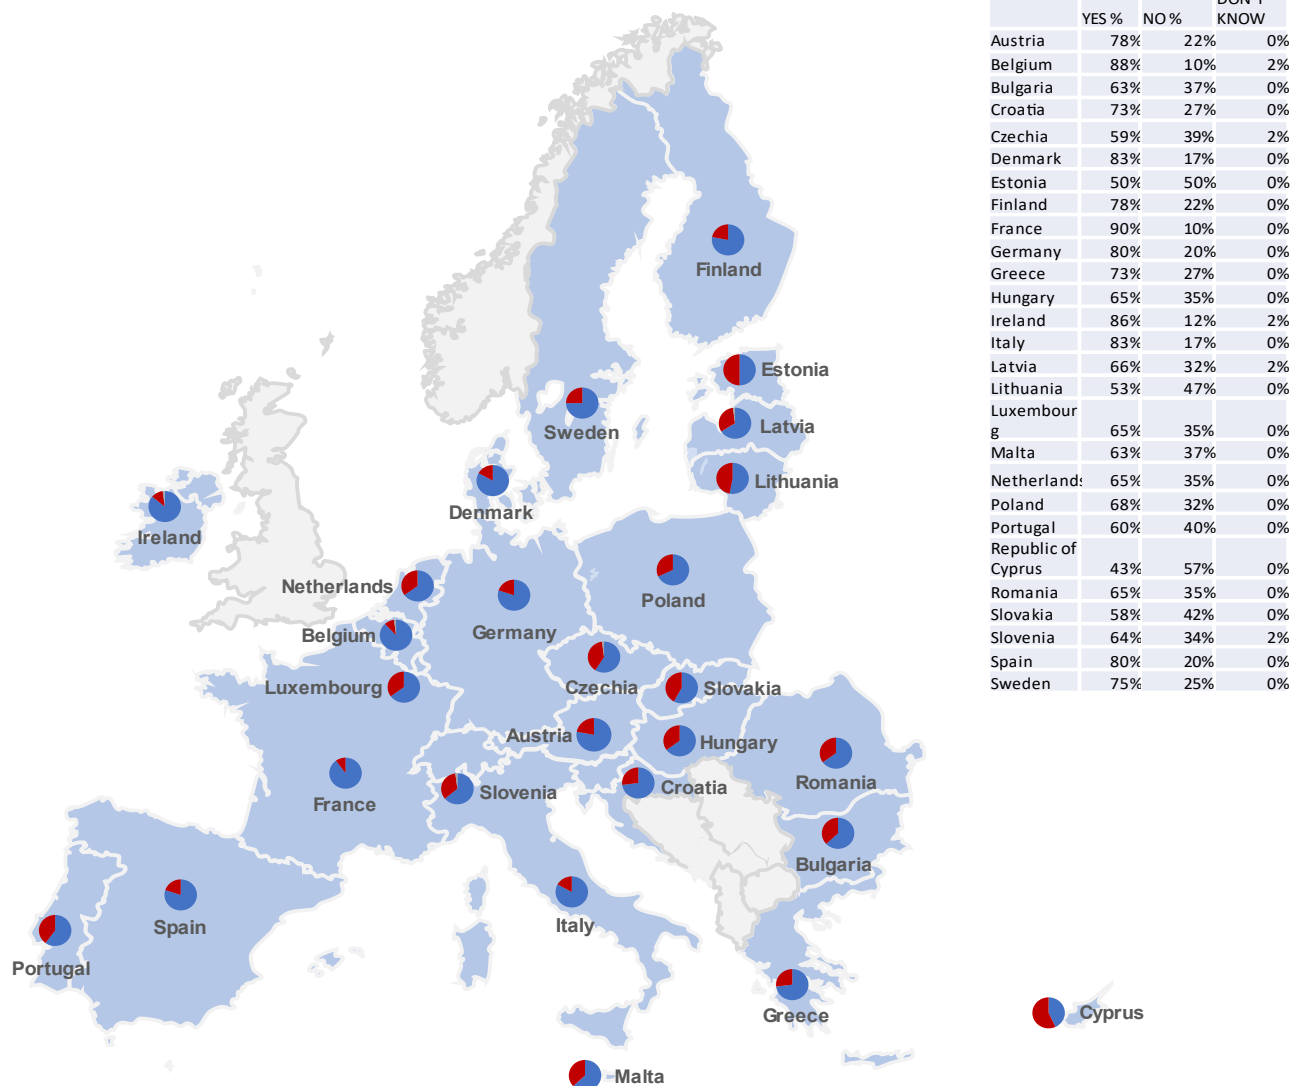 YES % NO % KNOW
Austria 78% 22% 0%
Belgium 88% 10% 2%
Bulgaria 63% 37% 0%
Croatia 73% 27% 0%
Czechia 59% 39% 2%
Denmark 83% 17% 0%
Estonia 50% 50% 0%
Finland 78% 22% 0%
France 90% 10% 0%
Germany 80% 20% 0%
Greece 73% 27% 0%
Hungary 65% 35% 0%
Ireland 86% 12% 2%
Italy 83% 17% 0%
Latvia 66% 32% 2%
Lithuania 53% 47% 0%
Luxembour
g 65% 35% 0%
Malta 63% 37% 0%
Netherlands 65% 35% 0%
Poland 68% 32% 0%
Portugal 60% 40% 0%
Republic of
Cyprus 43% 57% 0%
Romania 65% 35% 0%
Slovakia 58% 42% 0%
Slovenia 64% 34% 2%
Spain 80% 20% 0%
Sweden 75% 25% 0%
Finland
Estonia
Latvia
Sweden
Lithuania
Denmark
Ireland
Netherlands
Poland
Germany
Belgium
Luxembourg
Czechia
Slovakia
Austria
Hungary
Romania
Croatia
Slovenia
France
Bulgaria
Italy
Spain
Portugal
Greece
Cyprus
Malta